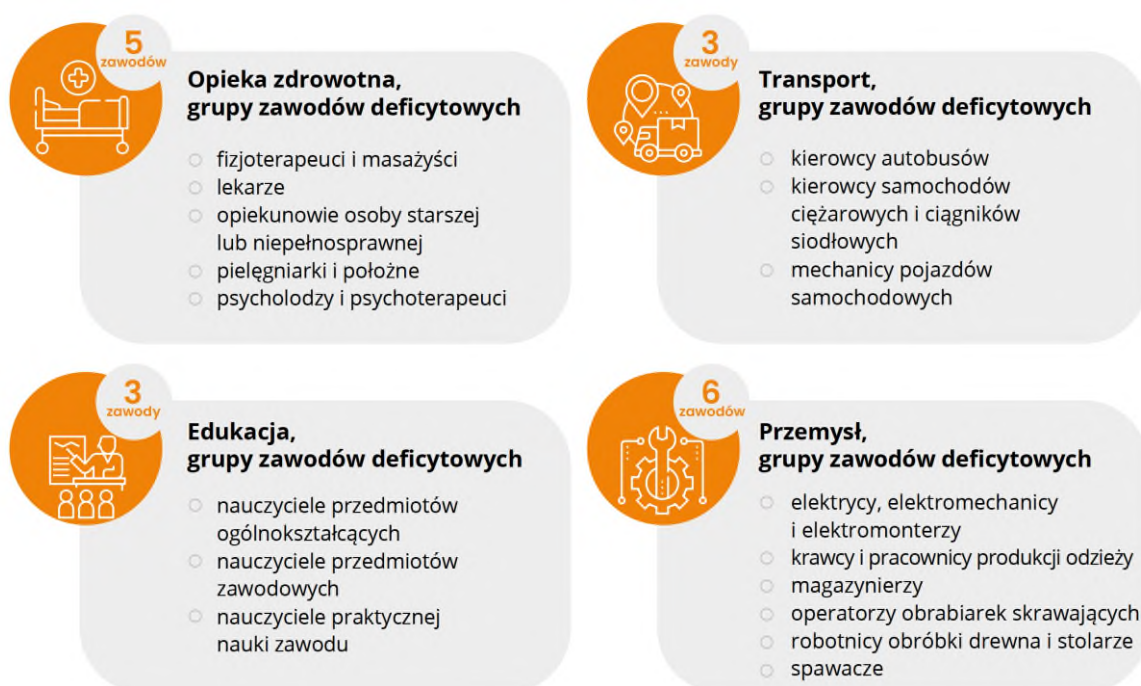 5
zawodów
Opieka zdrowotna,
grupy zawodów deficytowych
fizjoterapeuci i masażyści
lekarze
opiekunowie osoby starszej
lub niepełnosprawnej
pielęgniarki i położne
psycholodzy i psychoterapeuci
3
zawody
Transport,
grupy zawodów deficytowych
kierowcy autobusów
kierowcy samochodów
ciężarowych i ciągników
siodłowych
mechanicy pojazdów
samochodowych
3
zawody
Edukacja,
grupy zawodów deficytowych
nauczyciele przedmiotów
ogólnokształcących
nauczyciele przedmiotów
zawodowych
nauczyciele praktycznej
nauki zawodu
6
zawodów
Przemysł,
grupy zawodów deficytowych
elektrycy, elektromechanicy
i elektromonterzy
krawcy i pracownicy produkcji odzieży
magazynierzy
operatorzy obrabiarek skrawających
robotnicy obróbki drewna i stolarze
spawacze